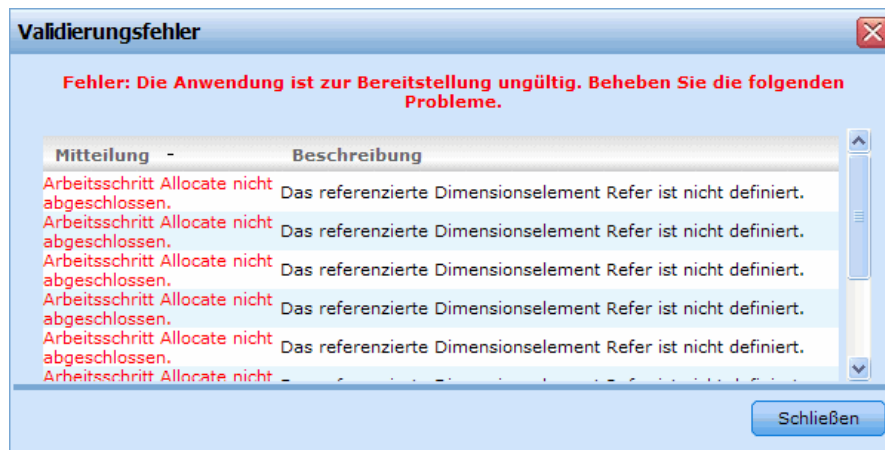 Validierungsfehler
Fehler: Die Anwendung ist zur Bereitstellung ungültig. Beheben Sie die folgenden
Probleme.
Mitteilung - Beschreibung
Arbeitsschritt Allocate nicht
abgeschlossen.
Das referenzierte Dimensionselement Refer ist nicht definiert.
Arbeitsschritt Allocate nicht
abgeschlossen.
Das referenzierte Dimensionselement Refer ist nicht definiert.
Arbeitsschritt Allocate nicht
abgeschlossen.
Das referenzierte Dimensionselement Refer ist nicht definiert.
Arbeitsschritt Allocate nicht
abgeschlossen.
Das referenzierte Dimensionselement Refer ist nicht definiert.
Arbeitsschritt Allocate nicht
abgeschlossen.
Das referenzierte Dimensionselement Refer ist nicht definiert.
Arbeitsschritt Allocate nicht
Schließen